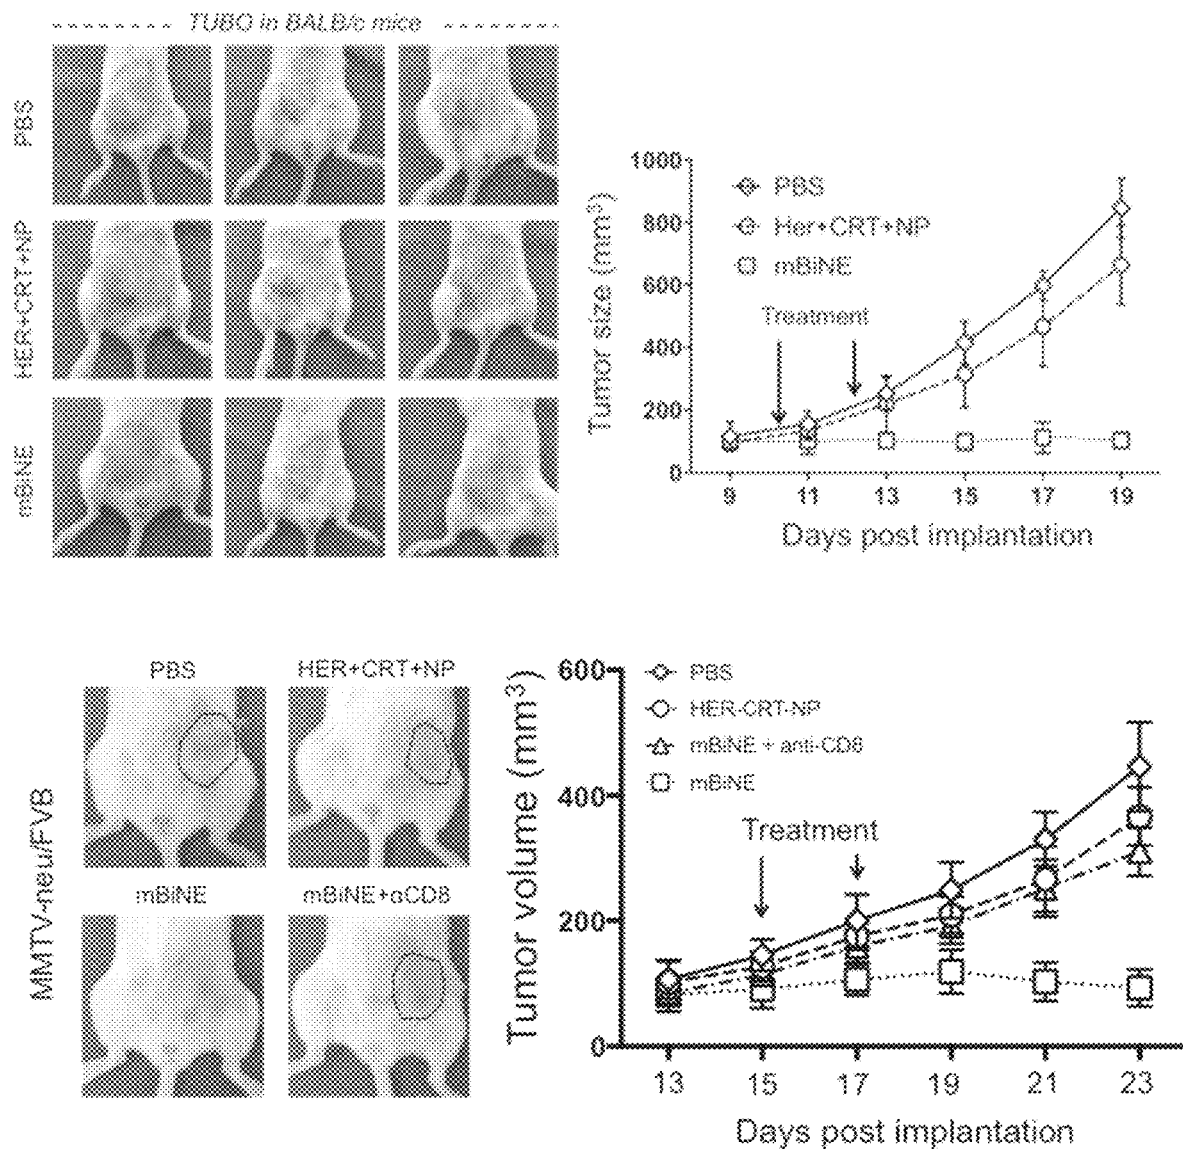 TUBO in BALB/c mice
PBS
HER+CRT+NP
mBiNE
Tumor size (mm³)
1000
800
600
400
200
0
PBS
Her+CRT+NP
mBiNE
Treatment
9 11 13 15 17 19
Days post implantation
MMTV-neu/FVB
PBS HER+CRT+NP
mBiNE mBiNE+αCD8
Tumor volume (mm³)
600
400
200
0
PBS
HER-CRT-NP
mBiNE + anti-CD8
mBiNE
Treatment
13 15 17 19 21 23
Days post implantation